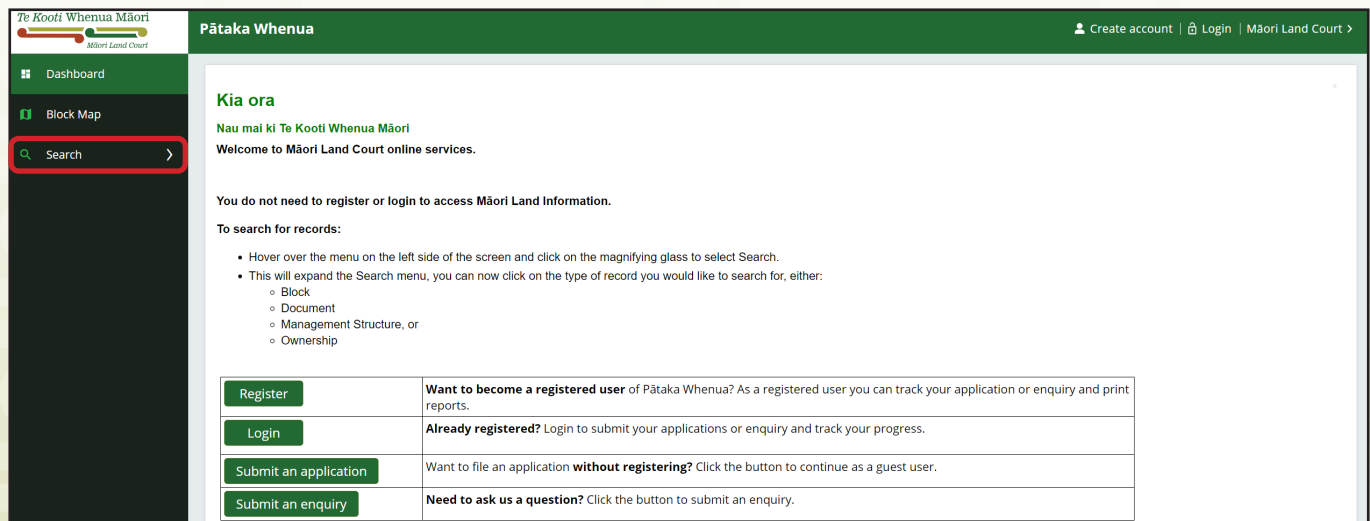 Te Kooti Whenua Māori
Māori Land Court
Pātaka Whenua
Create account | Login | Māori Land Court >
Dashboard
Block Map
Search >
Kia ora
Nau mai ki Te Kooti Whenua Māori
Welcome to Māori Land Court online services.
You do not need to register or login to access Māori Land Information.
To search for records:
• Hover over the menu on the left side of the screen and click on the magnifying glass to select Search.
• This will expand the Search menu, you can now click on the type of record you would like to search for, either:
◦ Block
◦ Document
◦ Management Structure, or
◦ Ownership
Register
Want to become a registered user of Pātaka Whenua? As a registered user you can track your application or enquiry and print
reports.
Login
Already registered? Login to submit your applications or enquiry and track your progress.
Submit an application
Want to file an application without registering? Click the button to continue as a guest user.
Submit an enquiry
Need to ask us a question? Click the button to submit an enquiry.